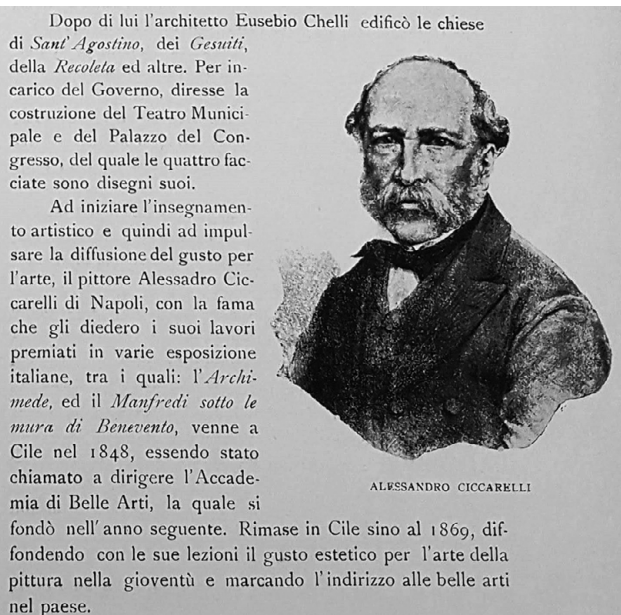 Dopo di lui l'architetto Eusebio Chelli edificò le chiese
di Sant'Agostino, dei Gesuiti,
della Recoleta ed altre. Per in-
carico del Governo, diresse la
costruzione del Teatro Munici-
pale e del Palazzo del Con-
gresso, del quale le quattro fac-
ciate sono disegni suoi.
Ad iniziare l'insegnamen-
to artistico e quindi ad impul-
sare la diffusione del gusto per
l'arte, il pittore Alessadro Cic-
carelli di Napoli, con la fama
che gli diedero i suoi lavori
premiati in varie esposizione
italiane, tra i quali: l'Archi-
mede, ed il Manfredi sotto le
mura di Benevento, venne a
Cile nel 1848, essendo stato
chiamato a dirigere l'Accade-
mia di Belle Arti, la quale si
fondò nell'anno seguente. Rimase in Cile sino al 1869, dif-
fondendo con le sue lezioni il gusto estetico per l'arte della
pittura nella gioventù e marcando l'indirizzo alle belle arti
nel paese.
ALESSANDRO CICCARELLI